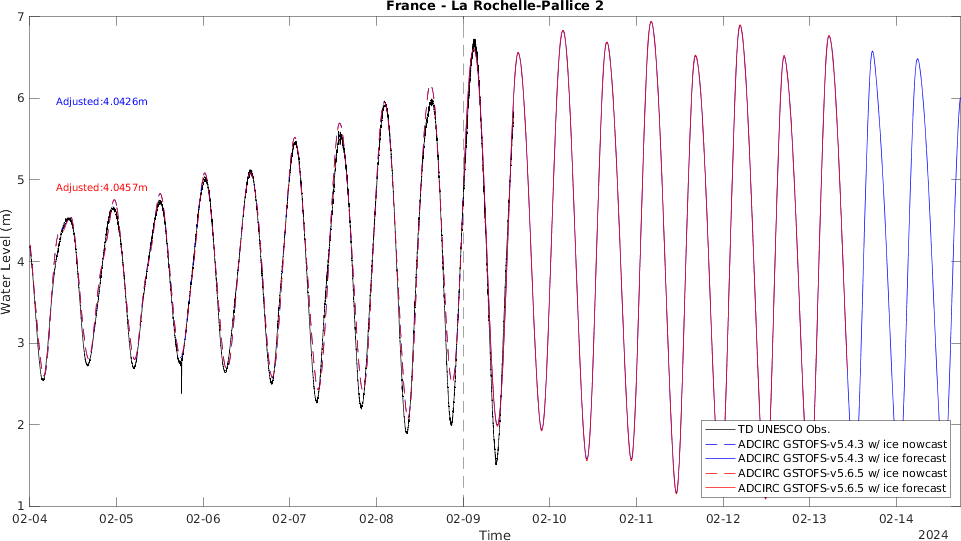 France - La Rochelle-Pallice 2
7
6
5
4
3
2
1
Water Level (m)
Adjusted:4.0426m
Adjusted:4.0457m
TD UNESCO Obs.
ADCIRC GSTOFS-v5.4.3 w/ ice nowcast
ADCIRC GSTOFS-v5.4.3 w/ ice forecast
ADCIRC GSTOFS-v5.6.5 w/ ice nowcast
ADCIRC GSTOFS-v5.6.5 w/ ice forecast
02-04 02-05 02-06 02-07 02-08 02-09 02-10 02-11 02-12 02-13 02-14
Time
2024